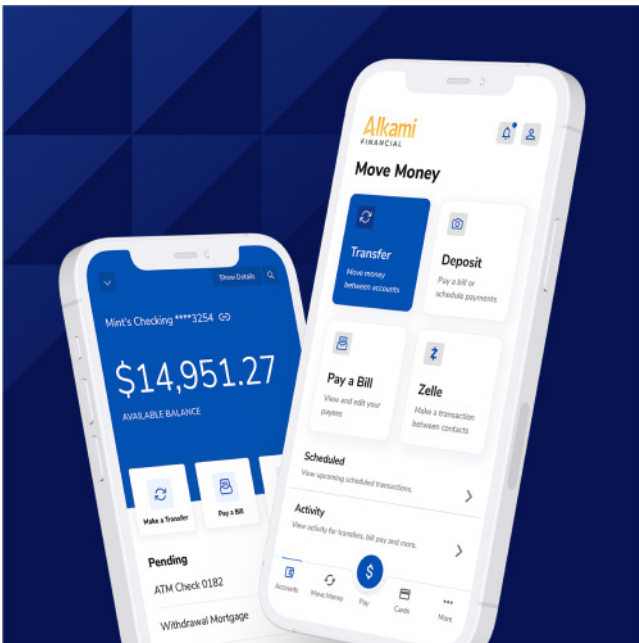 Alkami
FINANCIAL
Move Money
Transfer
Move money
between accounts
Deposit
Pay a bill or
schedule payments
Pay a Bill
View and edit your
payees
Zelle
Make a transaction
between contacts
Scheduled
View upcoming scheduled transactions.
Activity
View activity for transfers, bill pay and more.
Accounts
Move Money
$
Pay
Cards
More
Show Details
Mint's Checking ****3254
$14,951.27
AVAILABLE BALANCE
Make a Transfer
Pay a Bill
Pending
ATM Check 0182
Withdrawal Mortgage